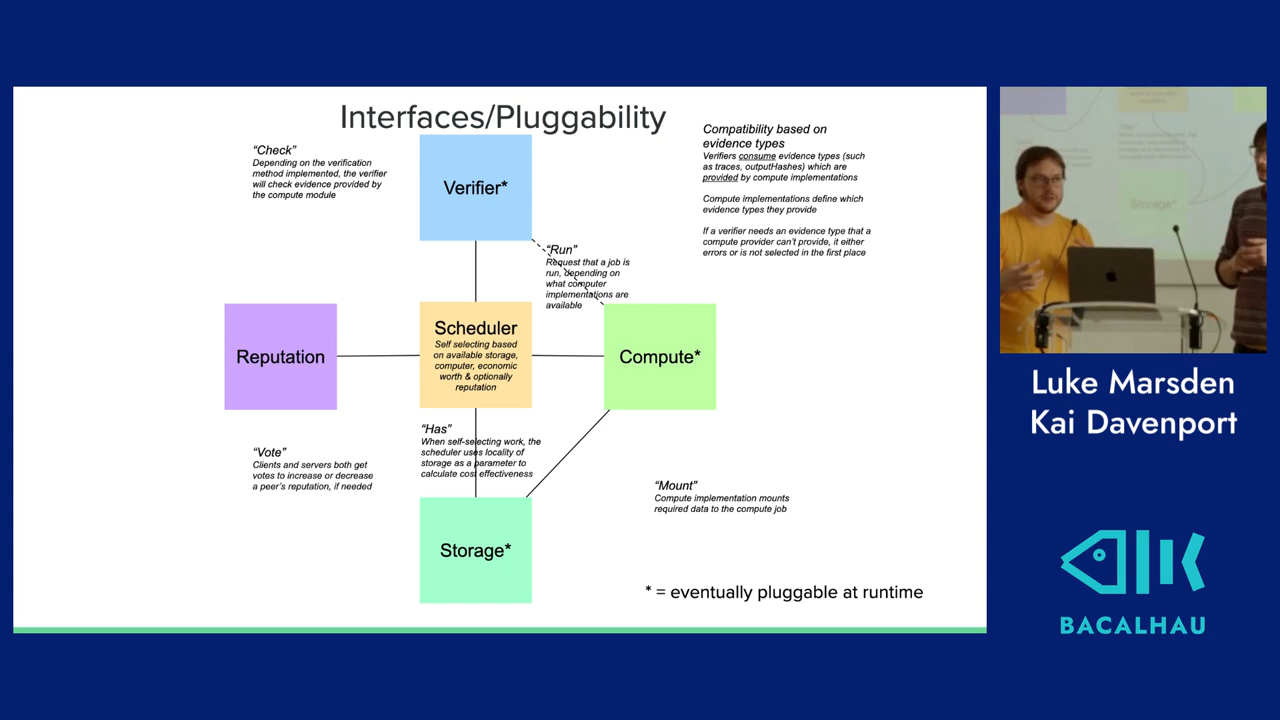 Interfaces/Pluggability
“Check”
Depending on the verification
method implemented, the verifier
will check evidence provided by
the compute module
Verifier*
Compatibility based on
evidence types
Verifiers consume evidence types (such
as traces, outputHashes) which are
provided by compute implementations
Compute implementations define which
evidence types they provide
If a verifier needs an evidence type that a
compute provider can’t provide, it either
errors or is not selected in the first place
“Run”
Request that a job is
run, depending on
what computer
implementations are
available
Reputation
Scheduler
Self selecting based
on available storage,
computer, economic
worth & optionally
reputation
Compute*
“Vote”
Clients and servers both get
votes to increase or decrease
a peer’s reputation, if needed
“Has”
When self-selecting work, the
scheduler uses locality of
storage as a parameter to
calculate cost effectiveness
“Mount”
Compute implementation mounts
required data to the compute job
Storage*
* = eventually pluggable at runtime
Storage*
Luke Marsden
Kai Davenport
BACALHAU